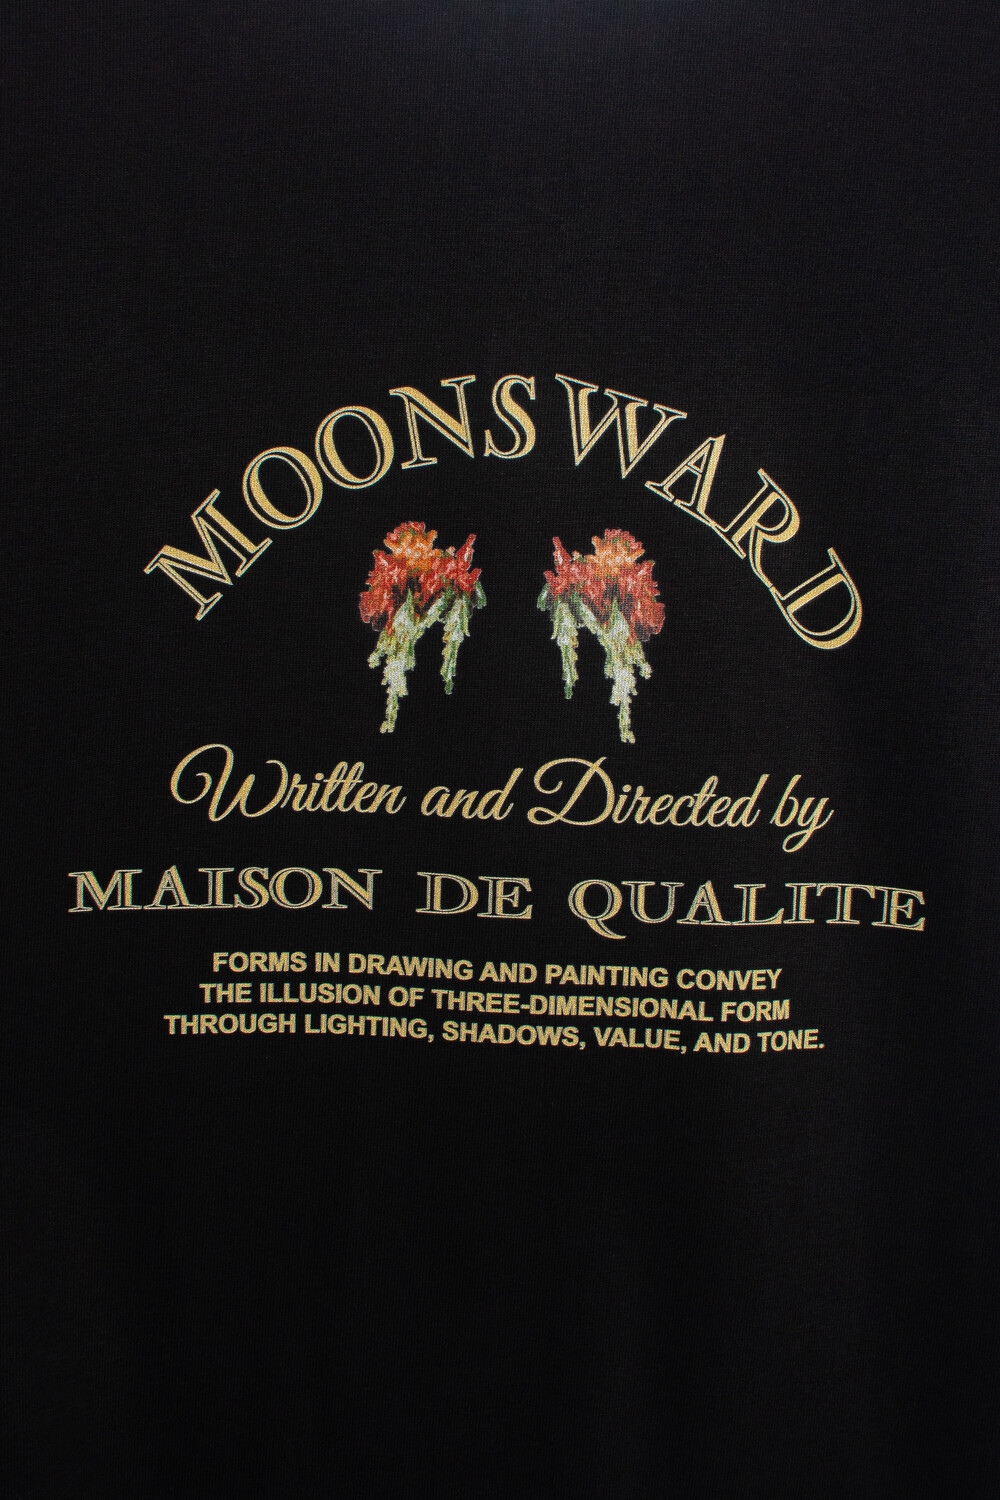 MOONSWARD
Written and Directed by
MAISON DE QUALITE
FORMS IN DRAWING AND PAINTING CONVEY
THE ILLUSION OF THREE-DIMENSIONAL FORM
THROUGH LIGHTING, SHADOWS, VALUE, AND TONE.